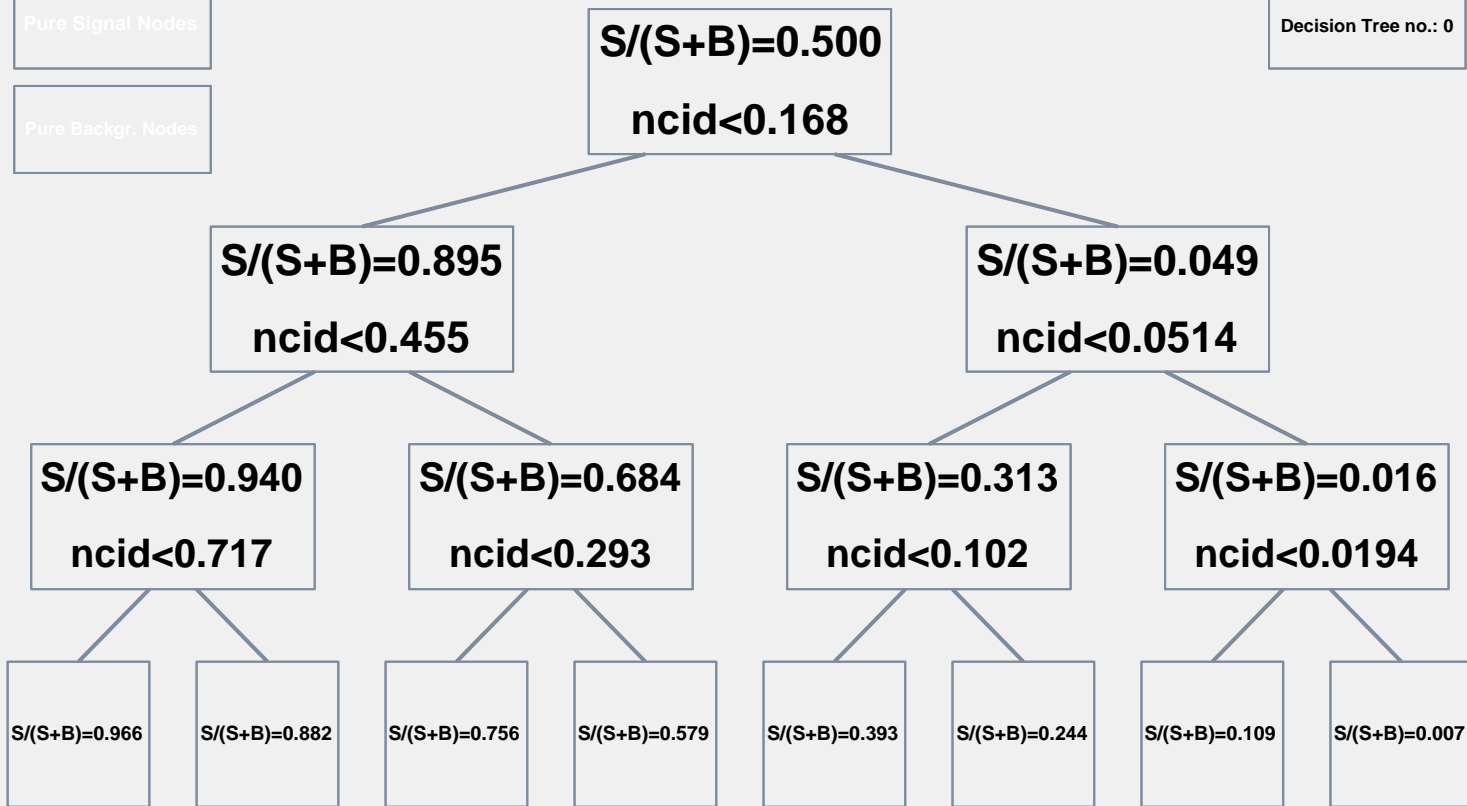 Pure Signal Nodes
Pure Backgr. Nodes
Decision Tree no.: 0
S/(S+B)=0.500
ncid<0.168
S/(S+B)=0.895
ncid<0.455
S/(S+B)=0.049
ncid<0.0514
S/(S+B)=0.940
ncid<0.717
S/(S+B)=0.684
ncid<0.293
S/(S+B)=0.313
ncid<0.102
S/(S+B)=0.016
ncid<0.0194
S/(S+B)=0.966
S/(S+B)=0.882
S/(S+B)=0.756
S/(S+B)=0.579
S/(S+B)=0.393
S/(S+B)=0.244
S/(S+B)=0.109
S/(S+B)=0.007